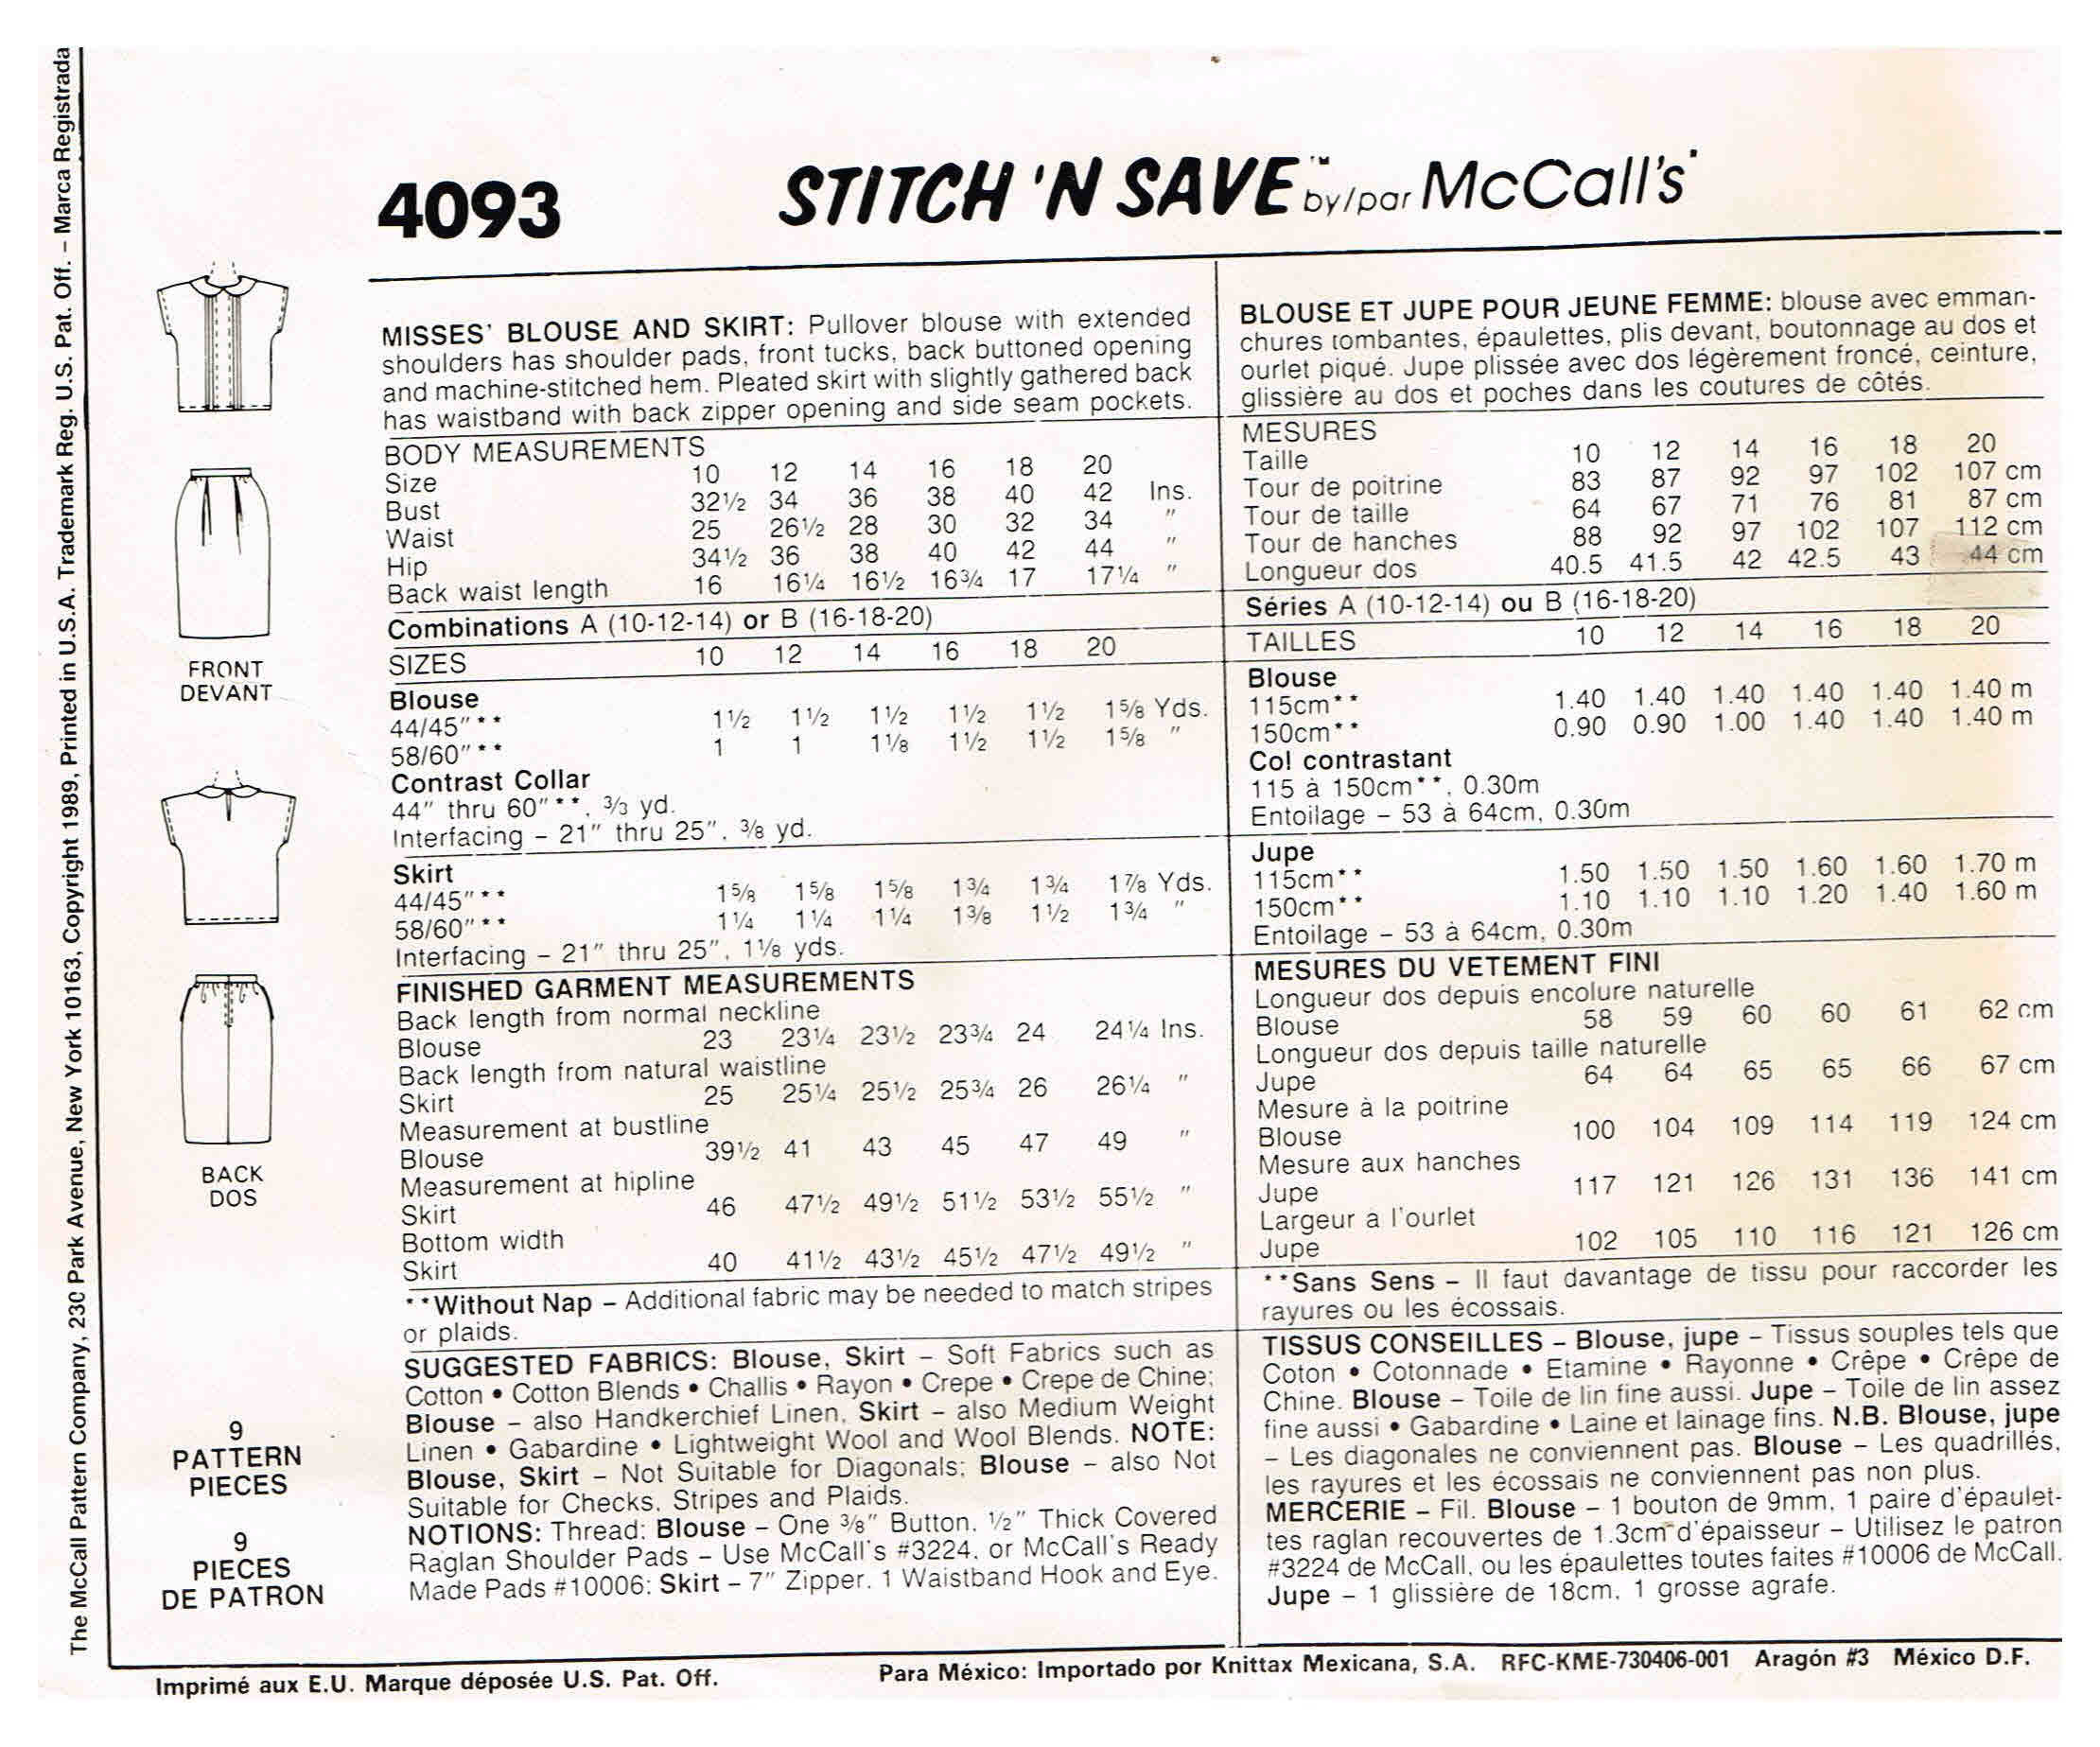 The McCall Pattern Company, 230 Park Avenue, New York 10163, Copyright 1989, Printed in U.S.A. Trademark Reg. U.S. Pat. Off. – Marca Registrada
4093
STITCH 'N SAVE™ by/par McCall's
FRONT
DEVANT
BACK
DOS
9
PATTERN
PIECES
9
PIECES
DE PATRON
MISSES' BLOUSE AND SKIRT: Pullover blouse with extended
shoulders has shoulder pads, front tucks, back buttoned opening
and machine-stitched hem. Pleated skirt with slightly gathered back
has waistband with back zipper opening and side seam pockets.
BODY MEASUREMENTS
Size 10 12 14 16 18 20
Bust 32½ 34 36 38 40 42 Ins.
Waist 25 26½ 28 30 32 34 "
Hip 34½ 36 38 40 42 44 "
Back waist length 16 16¼ 16½ 16¾ 17 17¼ "
Combinations A (10-12-14) or B (16-18-20)
SIZES 10 12 14 16 18 20
Blouse
44/45"** 1½ 1½ 1½ 1½ 1½ 1⅝ Yds.
58/60"** 1 1 1⅛ 1½ 1½ 1⅝ "
Contrast Collar
44" thru 60"**, 3/3 yd.
Interfacing – 21" thru 25", ⅜ yd.
Skirt
44/45"** 1⅝ 1⅝ 1⅝ 1¾ 1¾ 1⅞ Yds.
58/60"** 1¼ 1¼ 1¼ 1⅜ 1½ 1¾ "
Interfacing – 21" thru 25", 1⅛ yds.
FINISHED GARMENT MEASUREMENTS
Back length from normal neckline
Blouse 23 23¼ 23½ 23¾ 24 24¼ Ins.
Back length from natural waistline
Skirt 25 25¼ 25½ 25¾ 26 26¼ "
Measurement at bustline
Blouse 39½ 41 43 45 47 49 "
Measurement at hipline
Skirt 46 47½ 49½ 51½ 53½ 55½ "
Bottom width
Skirt 40 41½ 43½ 45½ 47½ 49½ "
**Without Nap – Additional fabric may be needed to match stripes
or plaids.
SUGGESTED FABRICS: Blouse, Skirt – Soft Fabrics such as
Cotton • Cotton Blends • Challis • Rayon • Crepe • Crepe de Chine;
Blouse – also Handkerchief Linen, Skirt – also Medium Weight
Linen • Gabardine • Lightweight Wool and Wool Blends. NOTE:
Blouse, Skirt – Not Suitable for Diagonals; Blouse – also Not
Suitable for Checks, Stripes and Plaids.
NOTIONS: Thread: Blouse – One ⅜" Button, ½" Thick Covered
Raglan Shoulder Pads – Use McCall's #3224, or McCall's Ready
Made Pads #10006: Skirt – 7" Zipper, 1 Waistband Hook and Eye.
BLOUSE ET JUPE POUR JEUNE FEMME: blouse avec emman-
chures tombantes, épaulettes, plis devant, boutonnage au dos et
ourlet piqué. Jupe plissée avec dos légèrement froncé, ceinture,
glissière au dos et poches dans les coutures de côtés.
MESURES
Taille 10 12 14 16 18 20
Tour de poitrine 83 87 92 97 102 107 cm
Tour de taille 64 67 71 76 81 87 cm
Tour de hanches 88 92 97 102 107 112 cm
Longueur dos 40.5 41.5 42 42.5 43 44 cm
Séries A (10-12-14) ou B (16-18-20)
TAILLES 10 12 14 16 18 20
Blouse
115cm** 1.40 1.40 1.40 1.40 1.40 1.40 m
150cm** 0.90 0.90 1.00 1.40 1.40 1.40 m
Col contrastant
115 à 150cm**, 0.30m
Entoilage – 53 à 64cm, 0.30m
Jupe
115cm** 1.50 1.50 1.50 1.60 1.60 1.70 m
150cm** 1.10 1.10 1.10 1.20 1.40 1.60 m
Entoilage – 53 à 64cm, 0.30m
MESURES DU VETEMENT FINI
Longueur dos depuis encolure naturelle
Blouse 58 59 60 60 61 62 cm
Longueur dos depuis taille naturelle
Jupe 64 64 65 65 66 67 cm
Mesure à la poitrine
Blouse 100 104 109 114 119 124 cm
Mesure aux hanches
Jupe 117 121 126 131 136 141 cm
Largeur à l'ourlet
Jupe 102 105 110 116 121 126 cm
**Sans Sens – Il faut davantage de tissu pour raccorder les
rayures ou les écossais.
TISSUS CONSEILLES – Blouse, jupe – Tissus souples tels que
Coton • Cotonnade • Etamine • Rayonne • Crêpe • Crêpe de
Chine. Blouse – Toile de lin fine aussi. Jupe – Toile de lin assez
fine aussi • Gabardine • Laine et lainage fins. N.B. Blouse, jupe
– Les diagonales ne conviennent pas. Blouse – Les quadrillés,
les rayures et les écossais ne conviennent pas non plus.
MERCERIE – Fil. Blouse – 1 bouton de 9mm, 1 paire d'épaulet-
tes raglan recouvertes de 1.3cm d'épaisseur – Utilisez le patron
#3224 de McCall, ou les épaulettes toutes faites #10006 de McCall.
Jupe – 1 glissière de 18cm, 1 grosse agrafe.
Imprimé aux E.U. Marque déposée U.S. Pat. Off.
Para México: Importado por Knittax Mexicana, S.A. RFC-KME-730406-001 Aragón #3 México D.F.